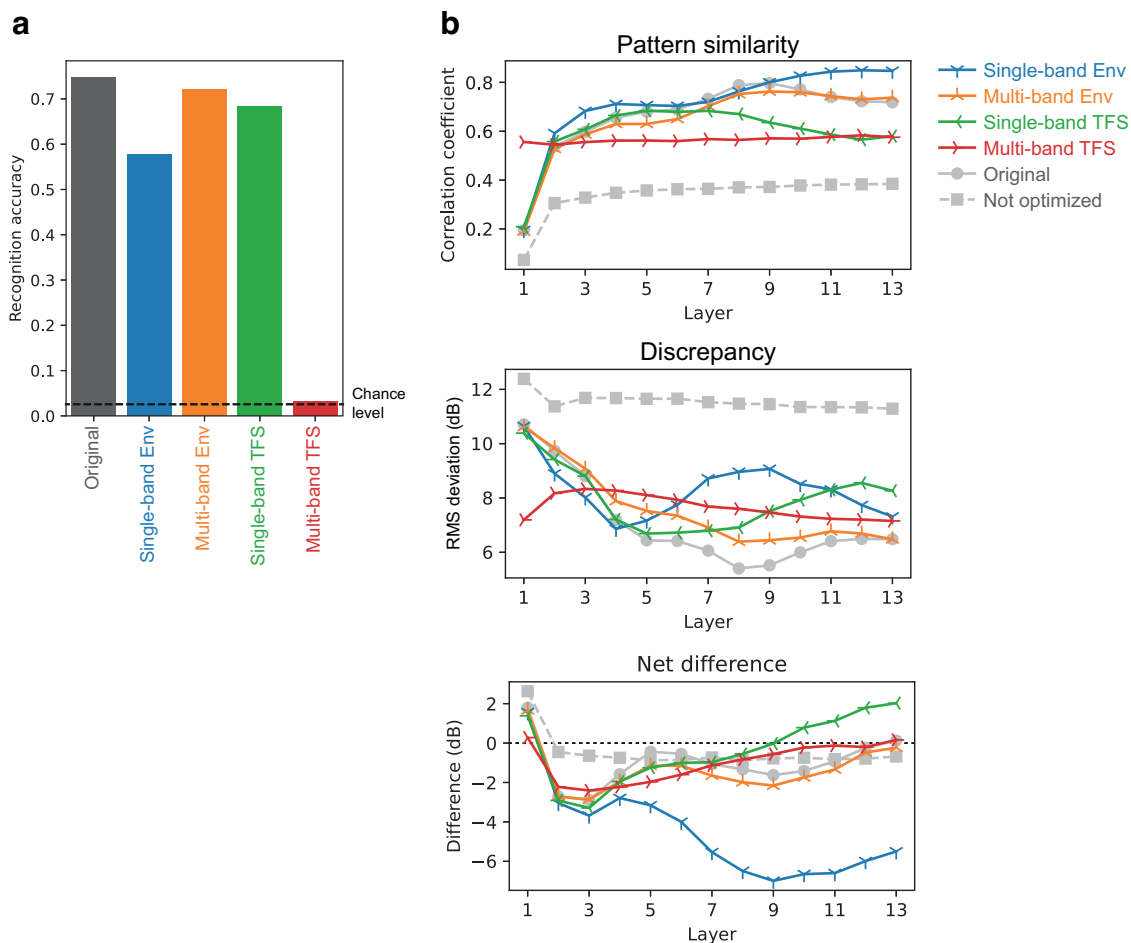 a
Recognition accuracy
0.7
0.6
0.5
0.4
0.3
0.2
0.1
0.0
Chance
level
Original
Single-band Env
Multi-band Env
Single-band TFS
Multi-band TFS
b
Pattern similarity
Correlation coefficient
0.8
0.6
0.4
0.2
1 3 5 7 9 11 13
Layer
Single-band Env
Multi-band Env
Single-band TFS
Multi-band TFS
Original
Not optimized
Discrepancy
RMS deviation (dB)
12
10
8
6
1 3 5 7 9 11 13
Layer
Net difference
Difference (dB)
2
0
−2
−4
−6
1 3 5 7 9 11 13
Layer